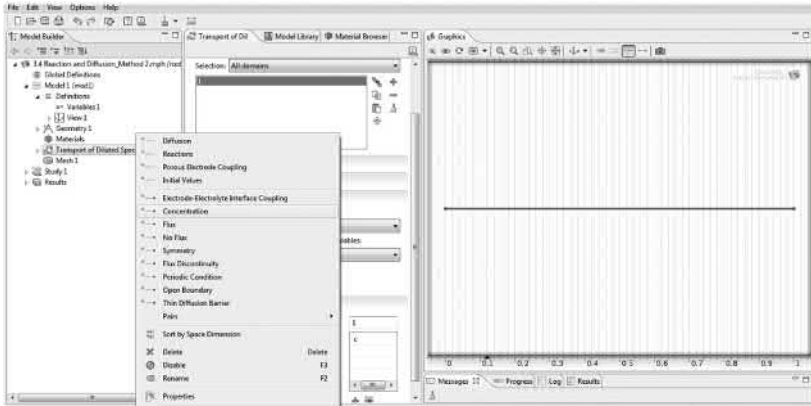 File Edit View Options Help
Model Builder
3.4 Reaction and Diffusion_Method 2.mph (root
Global Definitions
Model 1 (mod1)
Definitions
Variables 1
View 1
Geometry 1
Materials
Transport of Diluted Spec
Mesh 1
Study 1
Results
Transport of Dil
Model Library
Material Browser
Selection: All domains
1
Diffusion
Reactions
Porous Electrode Coupling
Initial Values
Electrode-Electrolyte Interface Coupling
Concentration
Flux
No Flux
Symmetry
Flux Discontinuity
Periodic Condition
Open Boundary
Thin Diffusion Barrier
Pairs
Sort by Space Dimension
Delete Delete
Disable F3
Rename F2
Properties
riables
1
c
Graphics
0 0.1 0.2 0.3 0.4 0.5 0.6 0.7 0.8 0.9 1
Messages
Progress
Log
Results